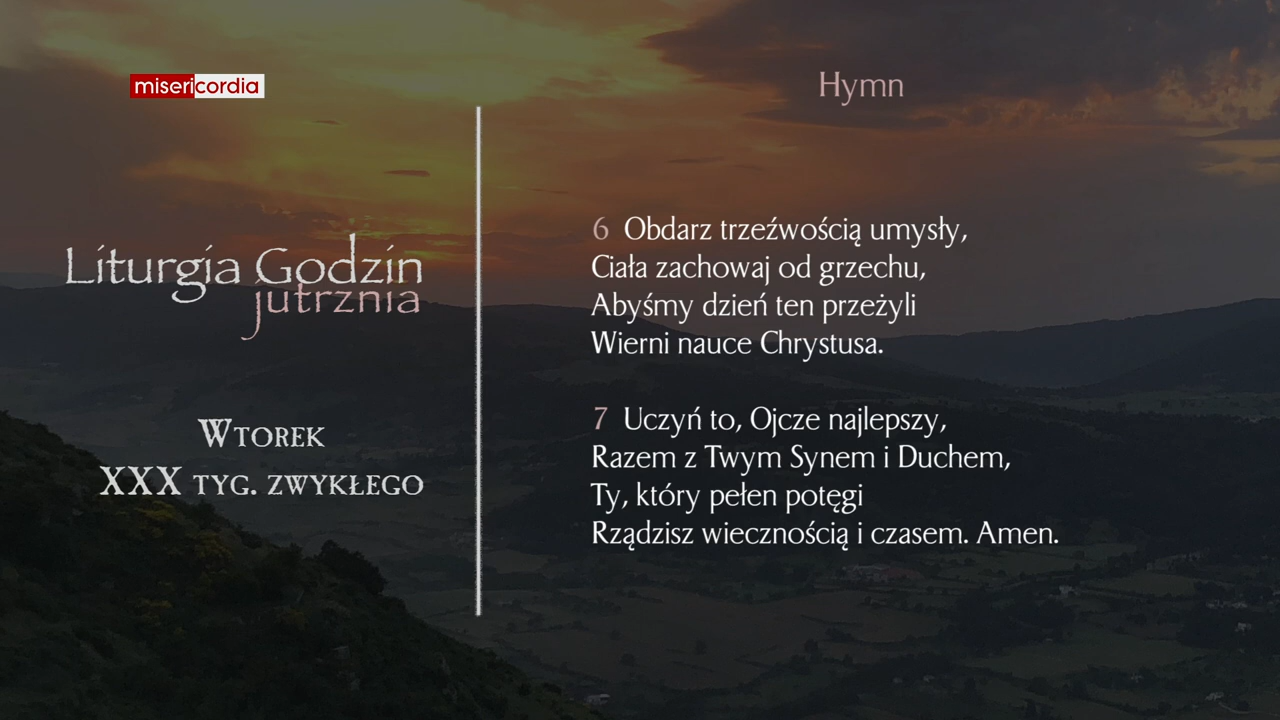 misericordia
Liturgia Godzin
jutrznia
Wtorek
XXX tyg. zwykłego
Hymn
6 Obdarz trzeźwością umysły,
Ciała zachowaj od grzechu,
Abyśmy dzień ten przeżyli
Wierni nauce Chrystusa.
7 Uczyń to, Ojcze najlepszy,
Razem z Twym Synem i Duchem,
Ty, który pełen potęgi
Rządzisz wiecznością i czasem. Amen.